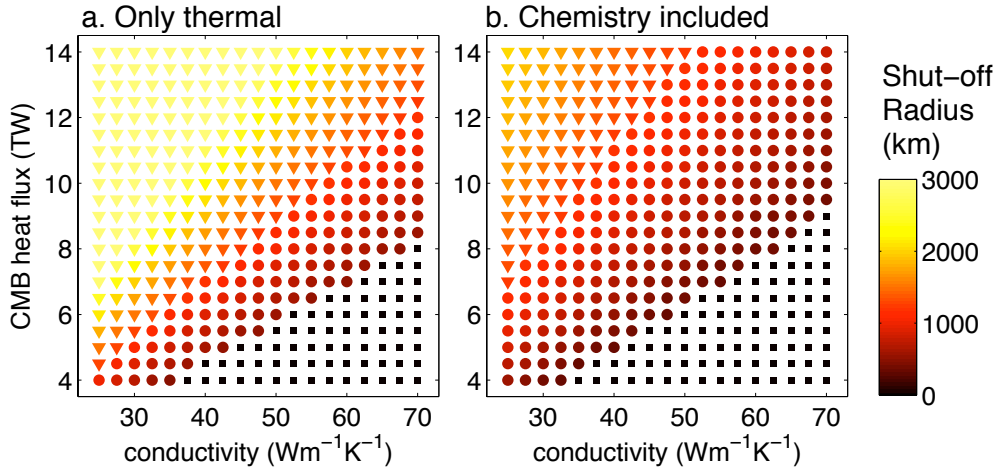 a. Only thermal
b. Chemistry included
CMB heat flux (TW)
14
12
10
8
6
4
30 40 50 60 70
conductivity (Wm⁻¹K⁻¹)
14
12
10
8
6
4
30 40 50 60 70
conductivity (Wm⁻¹K⁻¹)
Shut−off
Radius
(km)
3000
2000
1000
0